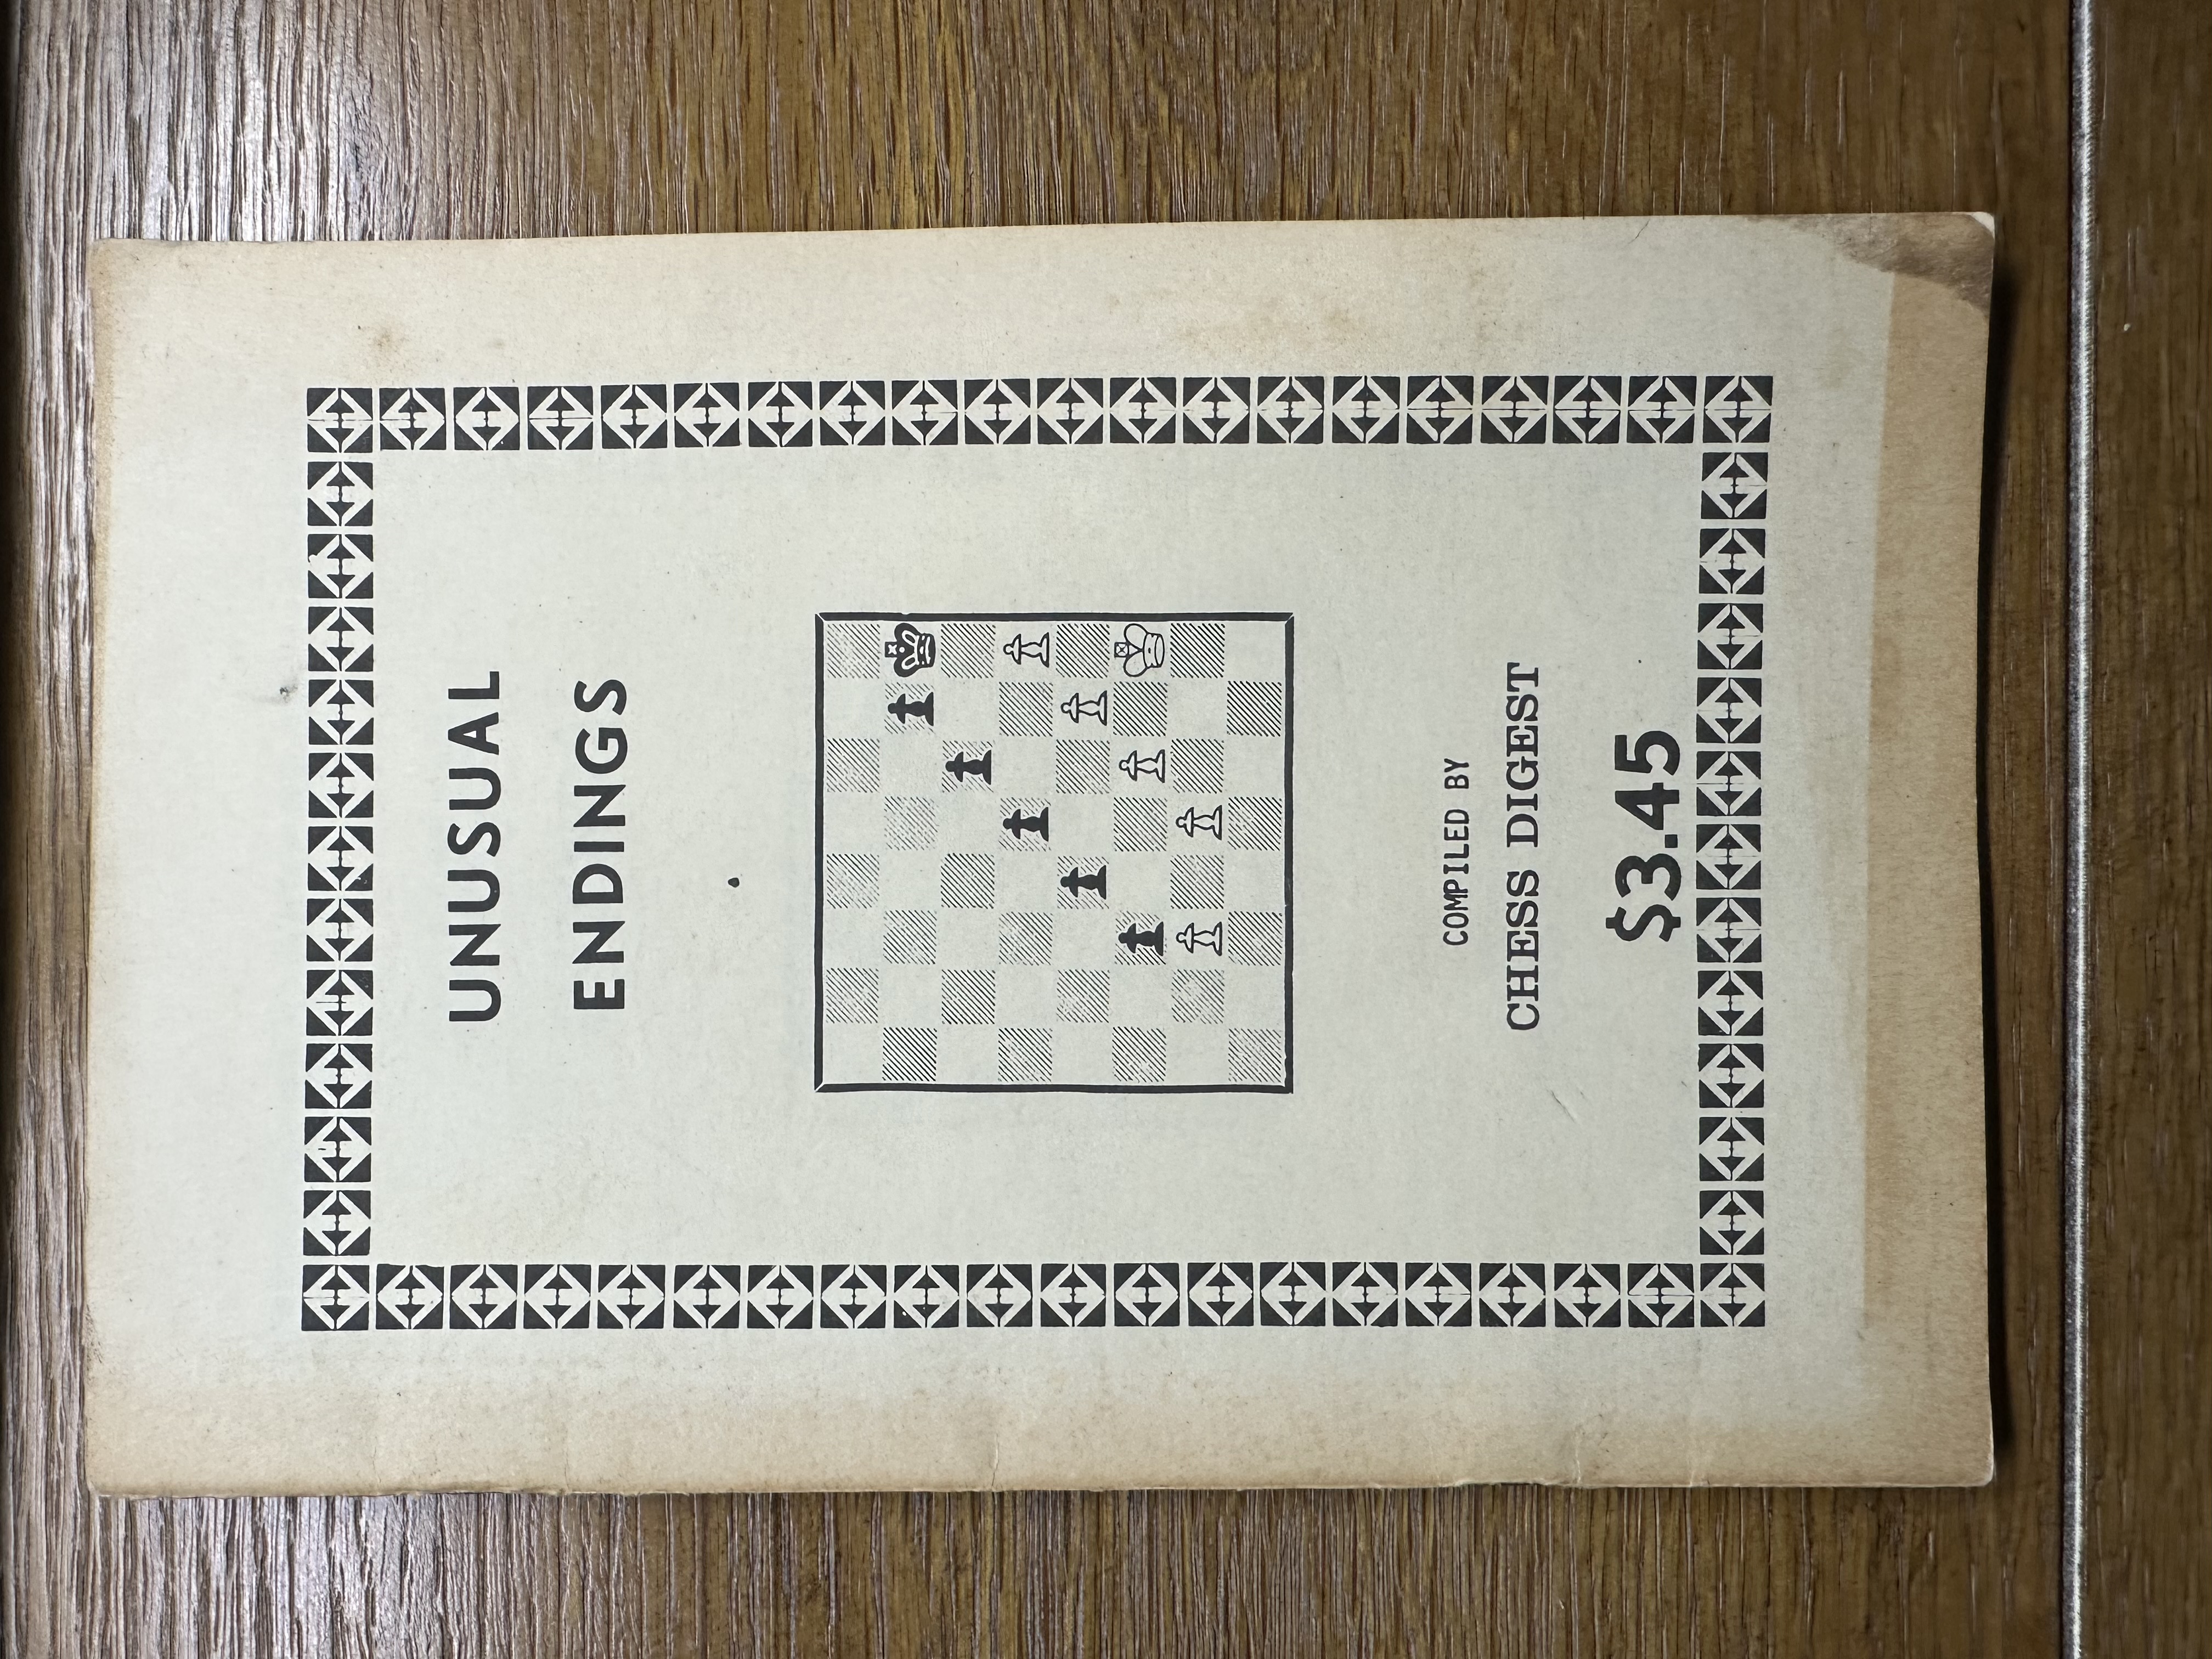 UNUSUAL
ENDINGS
COMPILED BY
CHESS DIGEST
$3.45